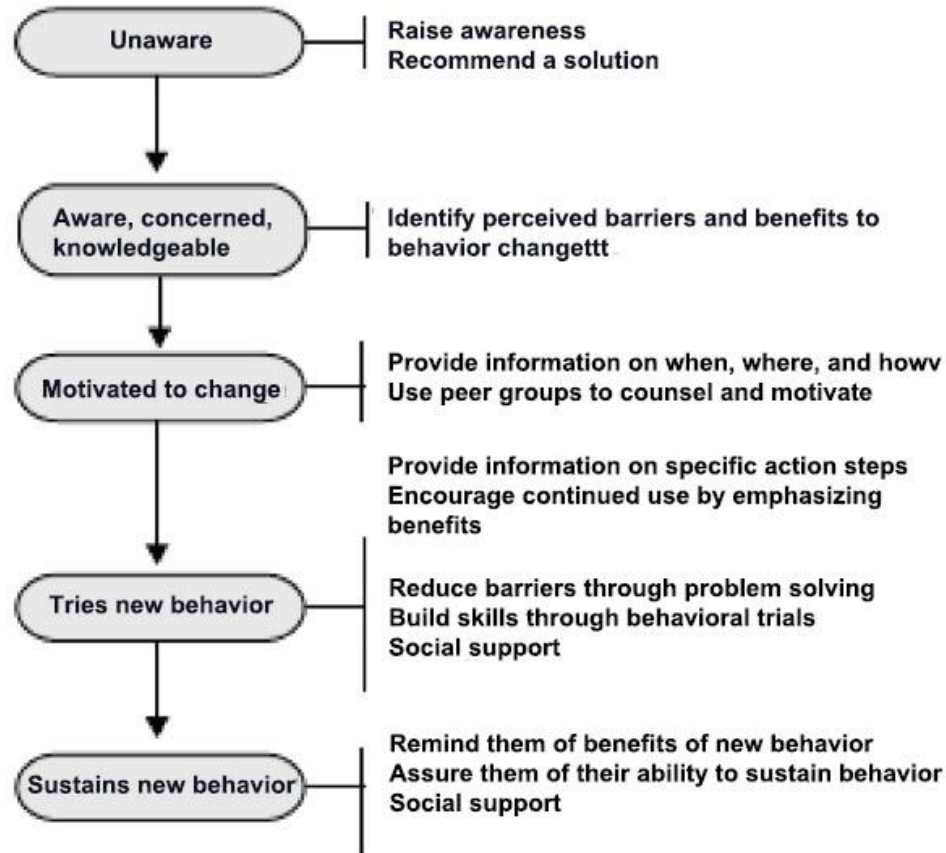 Unaware
Raise awareness
Recommend a solution
Aware, concerned,
knowledgeable
Identify perceived barriers and benefits to
behavior changettt
Motivated to change
Provide information on when, where, and howv
Use peer groups to counsel and motivate
Provide information on specific action steps
Encourage continued use by emphasizing
benefits
Tries new behavior
Reduce barriers through problem solving
Build skills through behavioral trials
Social support
Sustains new behavior
Remind them of benefits of new behavior
Assure them of their ability to sustain behavior
Social support